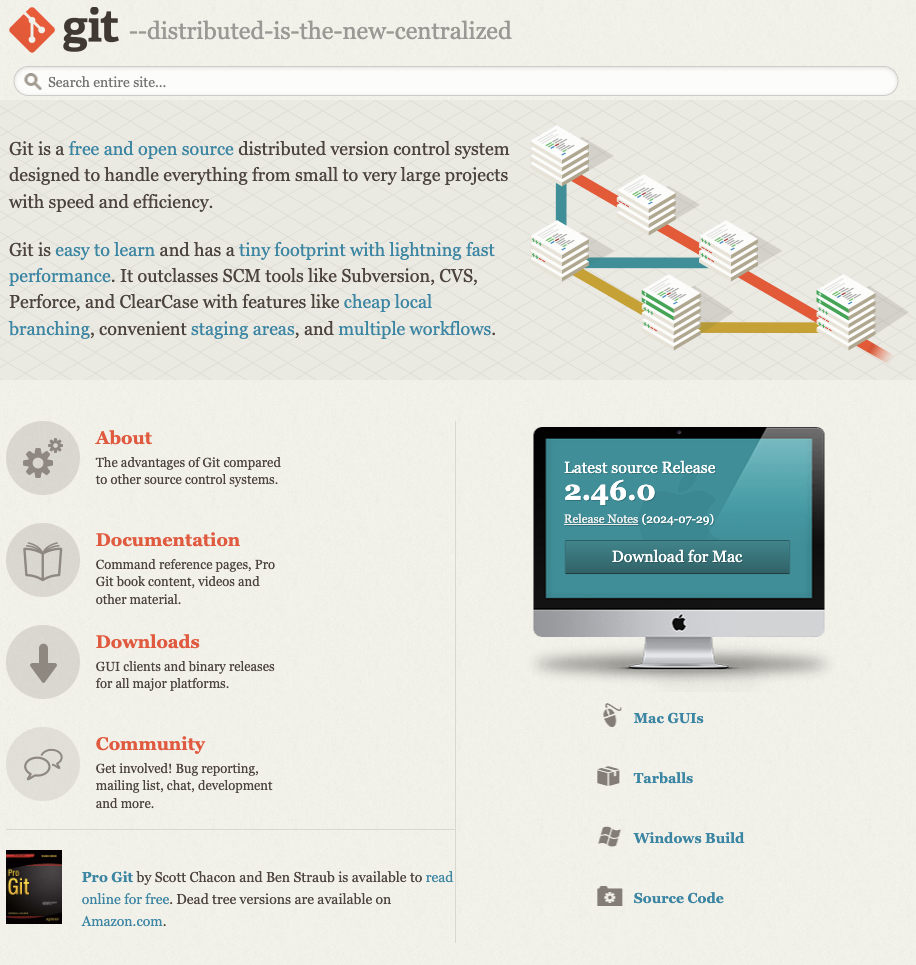 git --distributed-is-the-new-centralized
Search entire site...
Git is a free and open source distributed version control system
designed to handle everything from small to very large projects
with speed and efficiency.
Git is easy to learn and has a tiny footprint with lightning fast
performance. It outclasses SCM tools like Subversion, CVS,
Perforce, and ClearCase with features like cheap local
branching, convenient staging areas, and multiple workflows.
About
The advantages of Git compared
to other source control systems.
Documentation
Command reference pages, Pro
Git book content, videos and
other material.
Downloads
GUI clients and binary releases
for all major platforms.
Community
Get involved! Bug reporting,
mailing list, chat, development
and more.
Pro
Git
Pro Git by Scott Chacon and Ben Straub is available to read
online for free. Dead tree versions are available on
Amazon.com.
Latest source Release
2.46.0
Release Notes (2024-07-29)
Download for Mac
Mac GUIs
Tarballs
Windows Build
Source Code